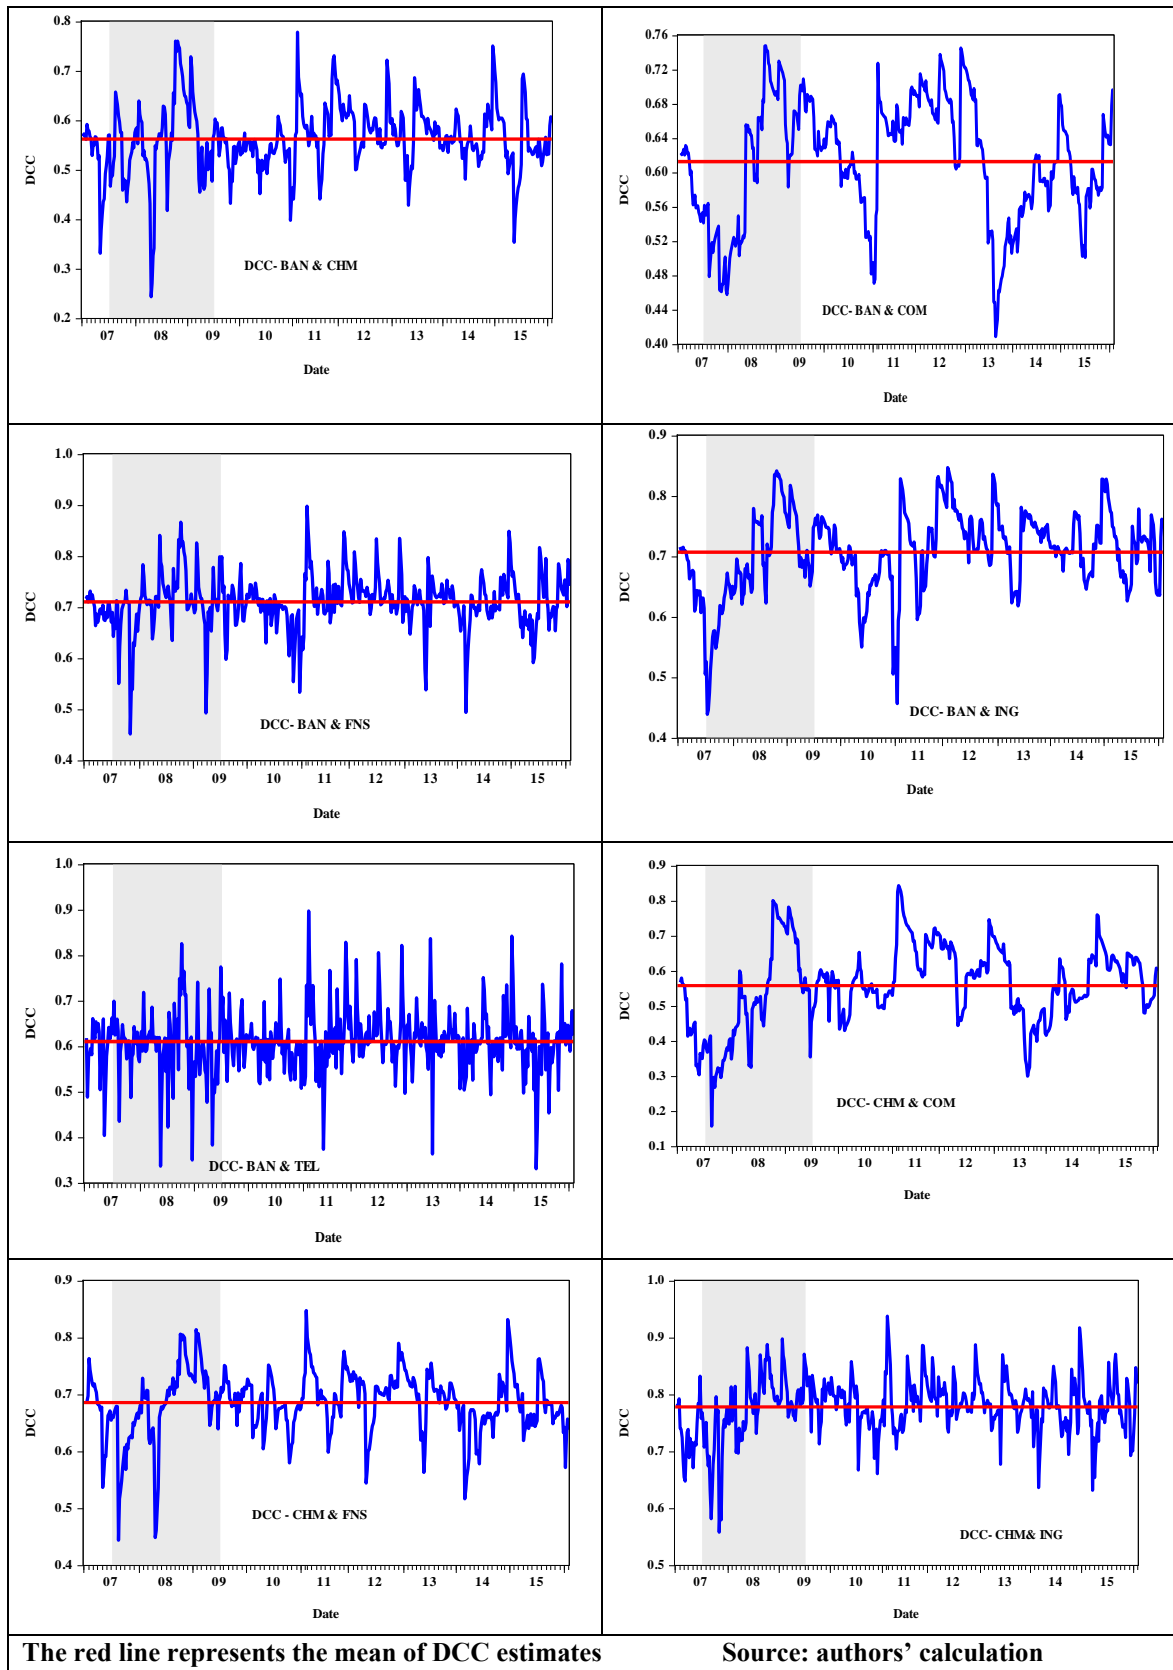 0.8
0.7
0.6
0.5
0.4
0.3
0.2
DCC
DCC- BAN & CHM
07 08 09 10 11 12 13 14 15
Date
0.76
0.72
0.68
0.64
0.60
0.56
0.52
0.48
0.44
0.40
DCC
DCC- BAN & COM
07 08 09 10 11 12 13 14 15
Date
1.0
0.9
0.8
0.7
0.6
0.5
0.4
DCC
DCC- BAN & FNS
07 08 09 10 11 12 13 14 15
Date
0.9
0.8
0.7
0.6
0.5
0.4
DCC
DCC- BAN & ING
07 08 09 10 11 12 13 14 15
Date
1.0
0.9
0.8
0.7
0.6
0.5
0.4
0.3
DCC
DCC- BAN & TEL
07 08 09 10 11 12 13 14 15
Date
0.9
0.8
0.7
0.6
0.5
0.4
0.3
0.2
0.1
DCC
DCC- CHM & COM
07 08 09 10 11 12 13 14 15
Date
0.9
0.8
0.7
0.6
0.5
0.4
DCC
DCC - CHM & FNS
07 08 09 10 11 12 13 14 15
Date
1.0
0.9
0.8
0.7
0.6
0.5
DCC
DCC- CHM& ING
07 08 09 10 11 12 13 14 15
Date
The red line represents the mean of DCC estimates Source: authors’ calculation